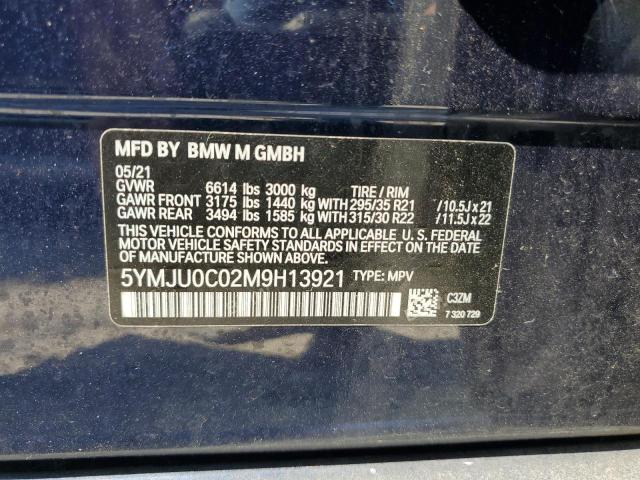 MFD BY BMW M GMBH
05/21
GVWR 6614 lbs 3000 kg TIRE / RIM
GAWR FRONT 3175 lbs 1440 kg WITH 295/35 R21 / 10.5J x 21
GAWR REAR 3494 lbs 1585 kg WITH 315/30 R22 / 11.5J x 22
THIS VEHICLE CONFORMS TO ALL APPLICABLE U. S. FEDERAL
MOTOR VEHICLE SAFETY STANDARDS IN EFFECT ON THE DATE
OF MANUFACTURE SHOWN ABOVE.
5YMJU0C02M9H13921 TYPE: MPV
C3ZM
7 320 729